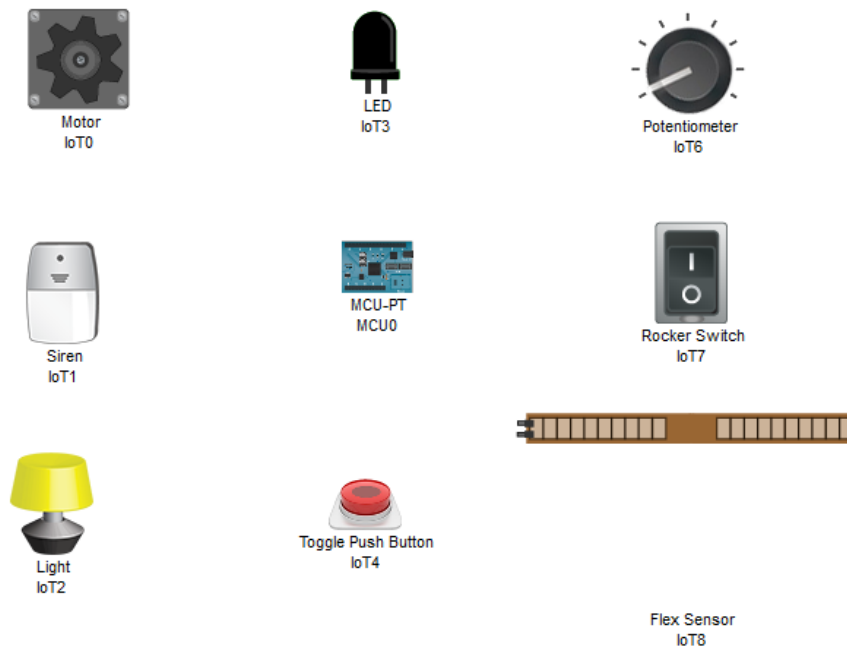 Motor
IoT0
LED
IoT3
Potentiometer
IoT6
Siren
IoT1
MCU-PT
MCU0
Rocker Switch
IoT7
Light
IoT2
Toggle Push Button
IoT4
Flex Sensor
IoT8